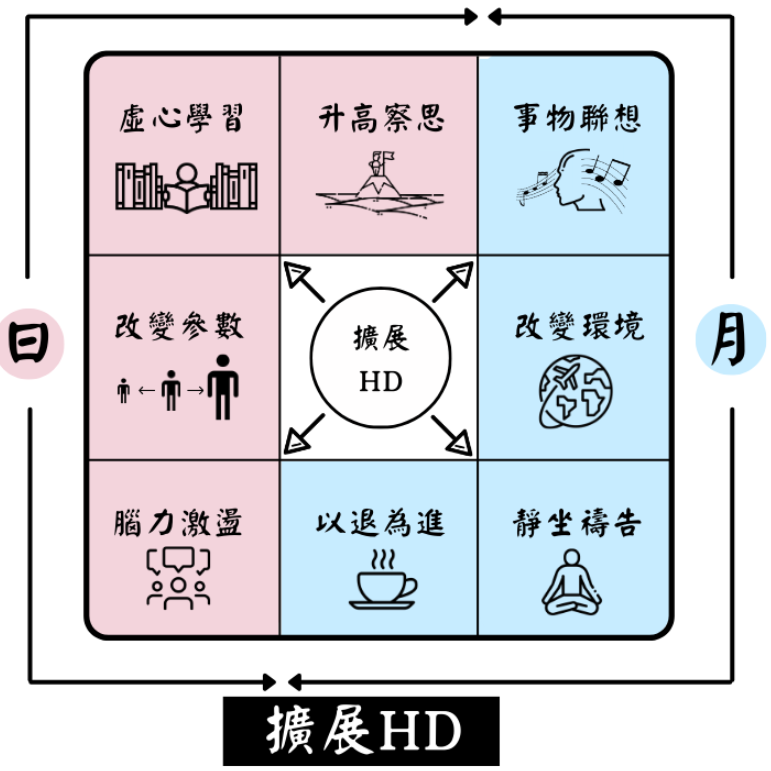 虛心學習
升高察思
事物聯想
日
改變參數
擴展
HD
改變環境
月
腦力激盪
以退為進
靜坐禱告
擴展HD